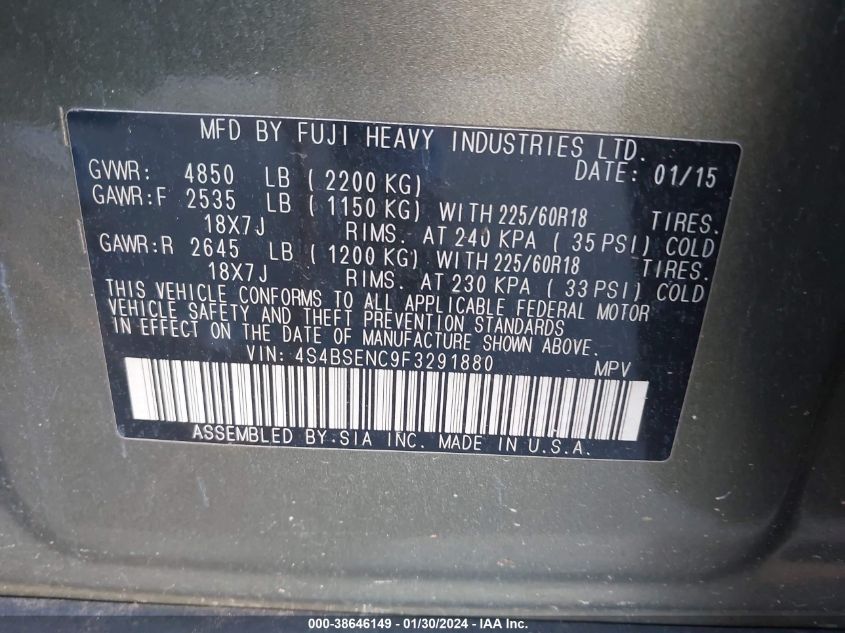 MFD BY FUJI HEAVY INDUSTRIES LTD.
GVWR: 4850 LB (2200 KG) DATE: 01/15
GAWR:F 2535 LB (1150 KG) WITH 225/60R18 TIRES.
18X7J RIMS. AT 240 KPA (35 PSI) COLD
GAWR:R 2645 LB (1200 KG) WITH 225/60R18 TIRES.
18X7J RIMS. AT 230 KPA (33 PSI) COLD
THIS VEHICLE CONFORMS TO ALL APPLICABLE FEDERAL MOTOR
VEHICLE SAFETY AND THEFT PREVENTION STANDARDS
IN EFFECT ON THE DATE OF MANUFACTURE SHOWN ABOVE.
VIN: 4S4BSENC9F3291880 MPV
ASSEMBLED BY SIA INC. MADE IN U.S.A.
000-38646149 - 01/30/2024 - IAA Inc.